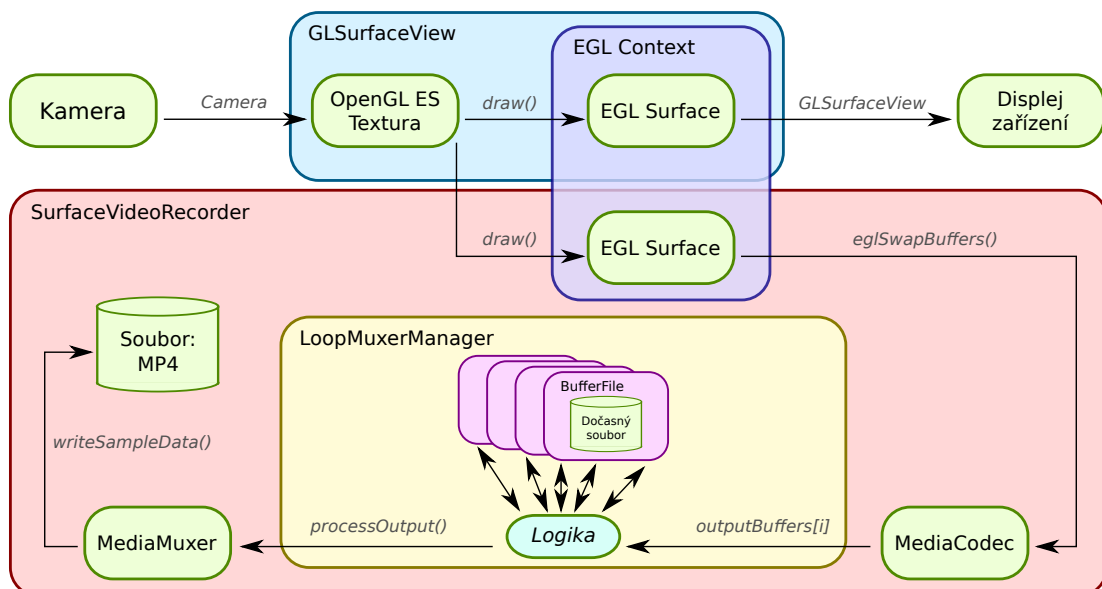 GLSurfaceView
EGL Context
Kamera
Camera
OpenGL ES
Textura
draw()
EGL Surface
GLSurfaceView
Displej
zařízení
SurfaceVideoRecorder
draw()
EGL Surface
eglSwapBuffers()
Soubor:
MP4
LoopMuxerManager
BufferFile
Dočasný
soubor
writeSampleData()
MediaMuxer
processOutput()
Logika
outputBuffers[i]
MediaCodec